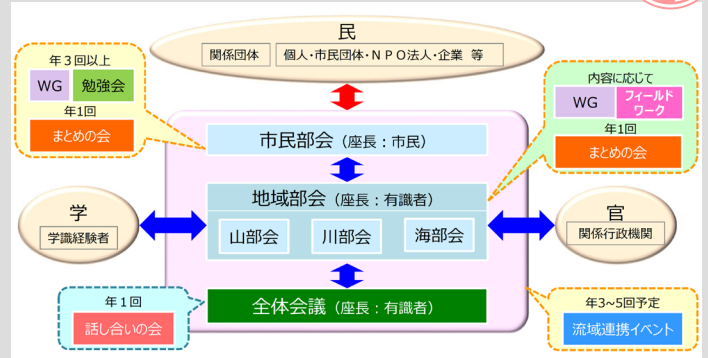 民
関係団体
個人・市民団体・NPO法人・企業 等
年3回以上
WG 勉強会
年1回
まとめの会
内容に応じて
WG フィールド
ワーク
年1回
まとめの会
市民部会（座長：市民）
地域部会（座長：有識者）
山部会 川部会 海部会
学
学識経験者
官
関係行政機関
全体会議（座長：有識者）
年1回
話し合いの会
年3~5回予定
流域連携イベント